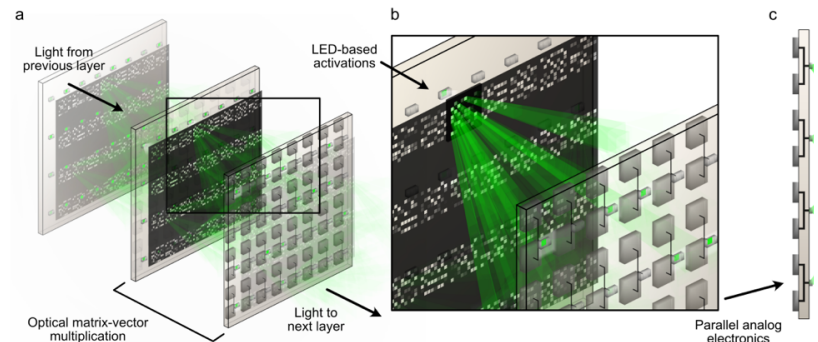 a
Light from
previous layer
Optical matrix-vector
multiplication
Light to
next layer
b
LED-based
activations
c
Parallel analog
electronics